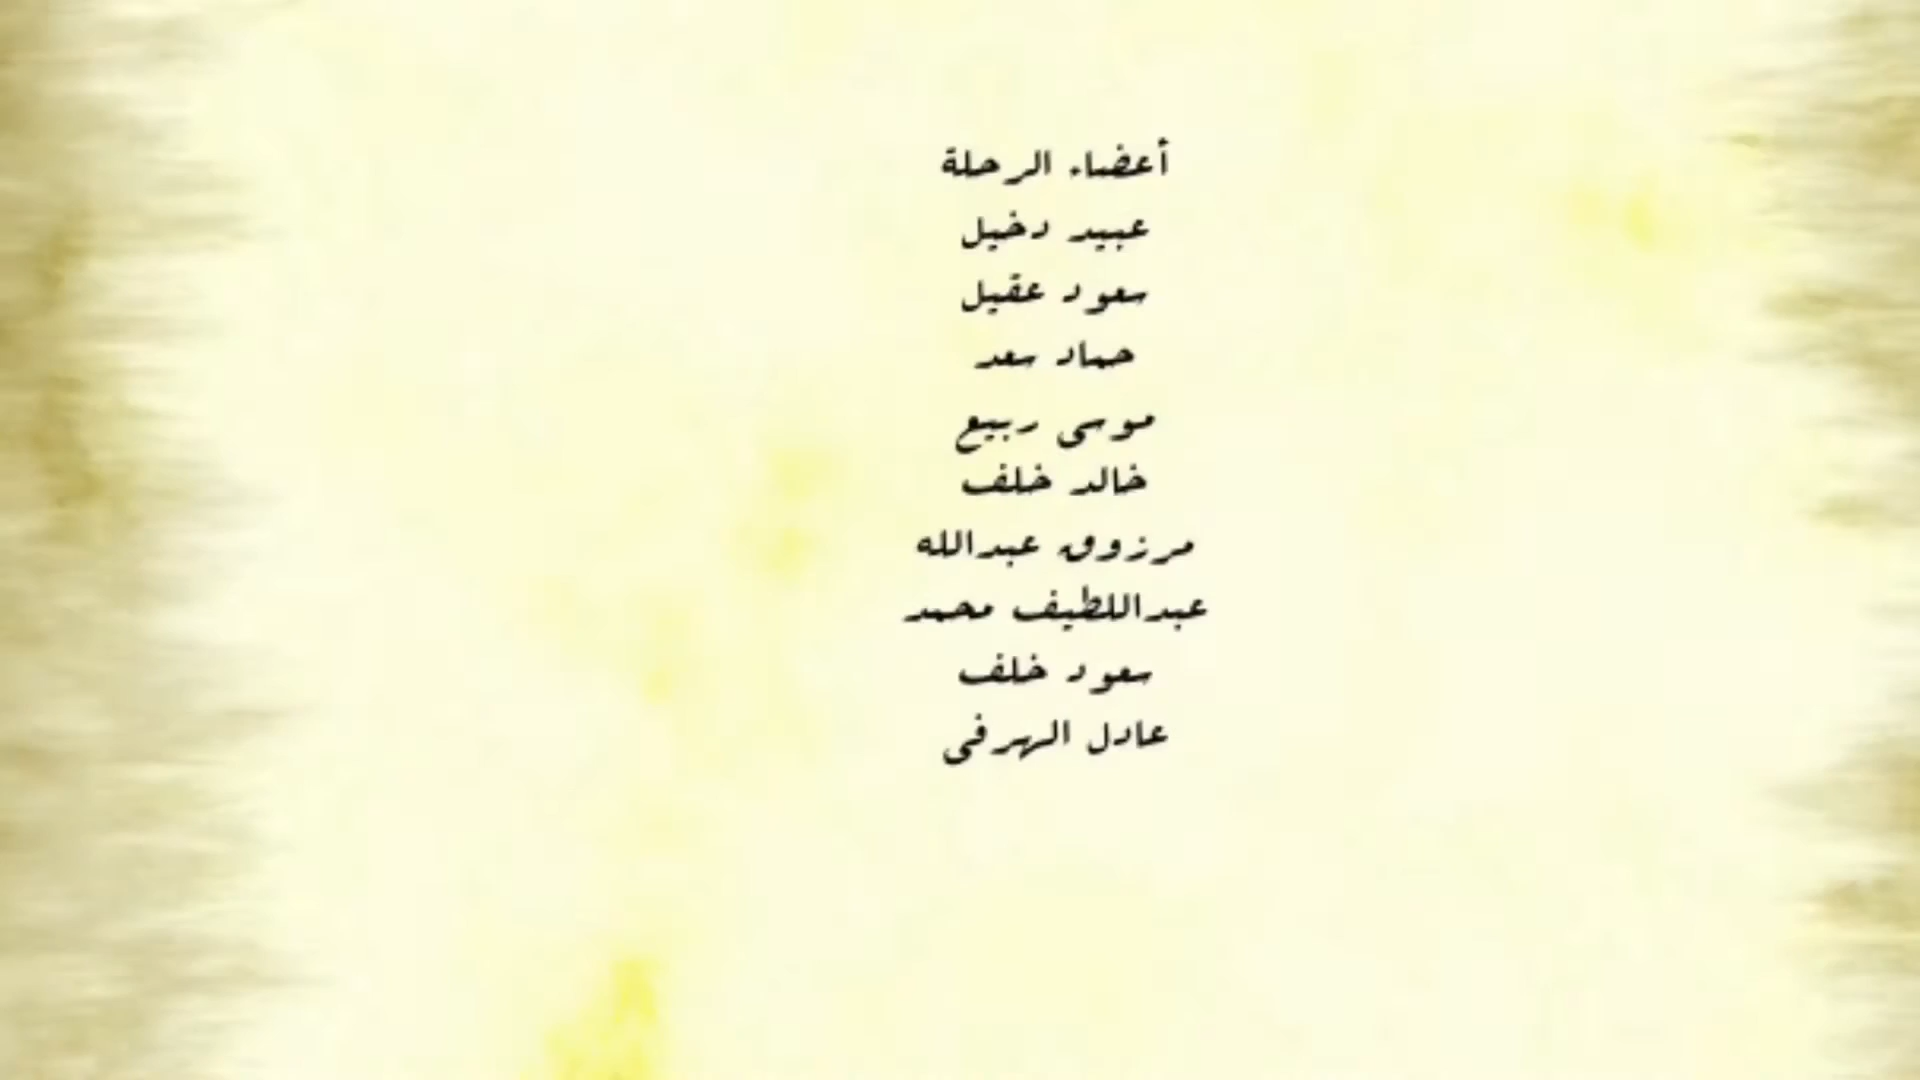 أعضاء الرحلة
عبيد دخيل
سعود عقيل
حماد سعد
موسى ربيع
خالد خلف
مرزوق عبدالله
عبداللطيف محمد
سعود خلف
عادل الهرفي